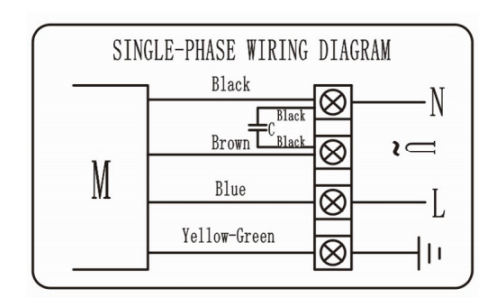 SINGLE-PHASE WIRING DIAGRAM
Black
N
Black
C
Brown
Black
~U
M
Blue
L
Yellow-Green